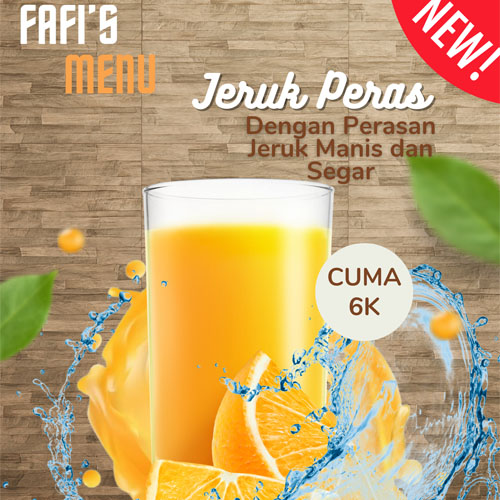 FAFI'S
MENU
NEW!
Jeruk Peras
Dengan Perasan
Jeruk Manis dan
Segar
CUMA
6K